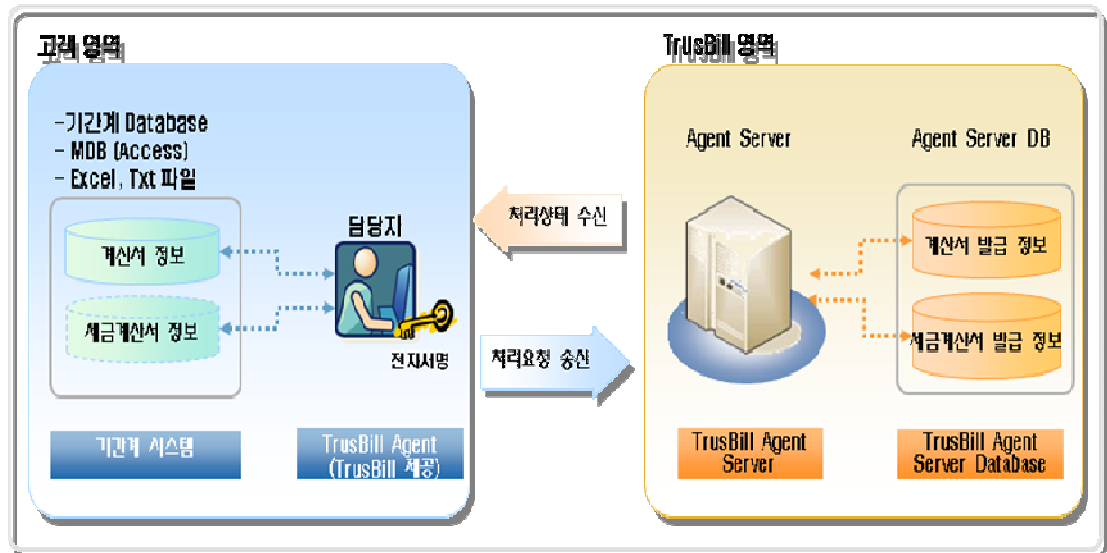 고객 영역
-기간계 Database
- MDB (Access)
- Excel, Txt 파일
계산서 정보
세금계산서 정보
담당자
전자서명
기간계 시스템
TrusBill Agent
(TrusBill 제공)
처리상태 수신
처리요청 송신
TrusBill 영역
Agent Server
Agent Server DB
계산서 발급 정보
세금계산서 발급 정보
TrusBill Agent
Server
TrusBill Agent
Server Database